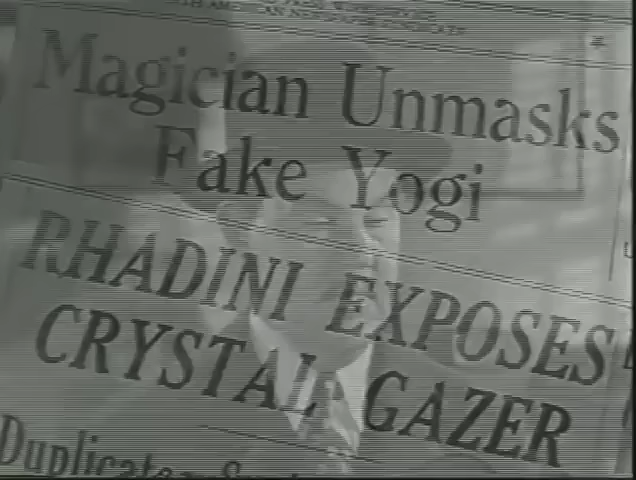 Magician Unmasks
Fake Yogi
RHADINI EXPOSES
CRYSTAL GAZER